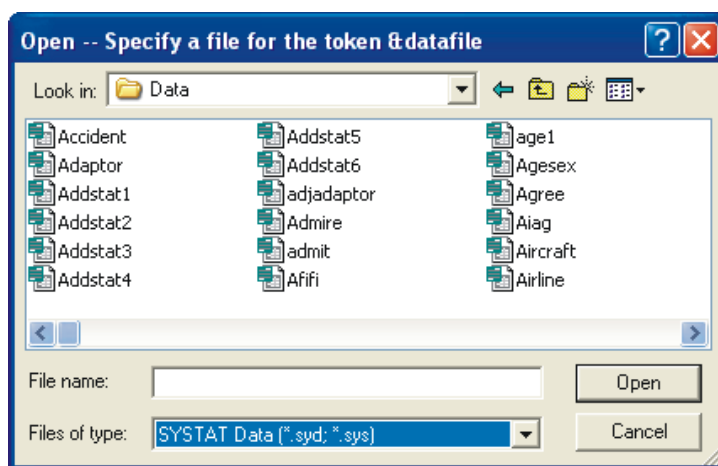 Open -- Specify a file for the token &datafile
Look in: Data
Accident Addstat5 age1
Adaptor Addstat6 Agesex
Addstat1 adjadaptor Agree
Addstat2 Admire Aiag
Addstat3 admit Aircraft
Addstat4 Afifi Airline
File name: Open
Files of type: SYSTAT Data (*.syd; *.sys) Cancel